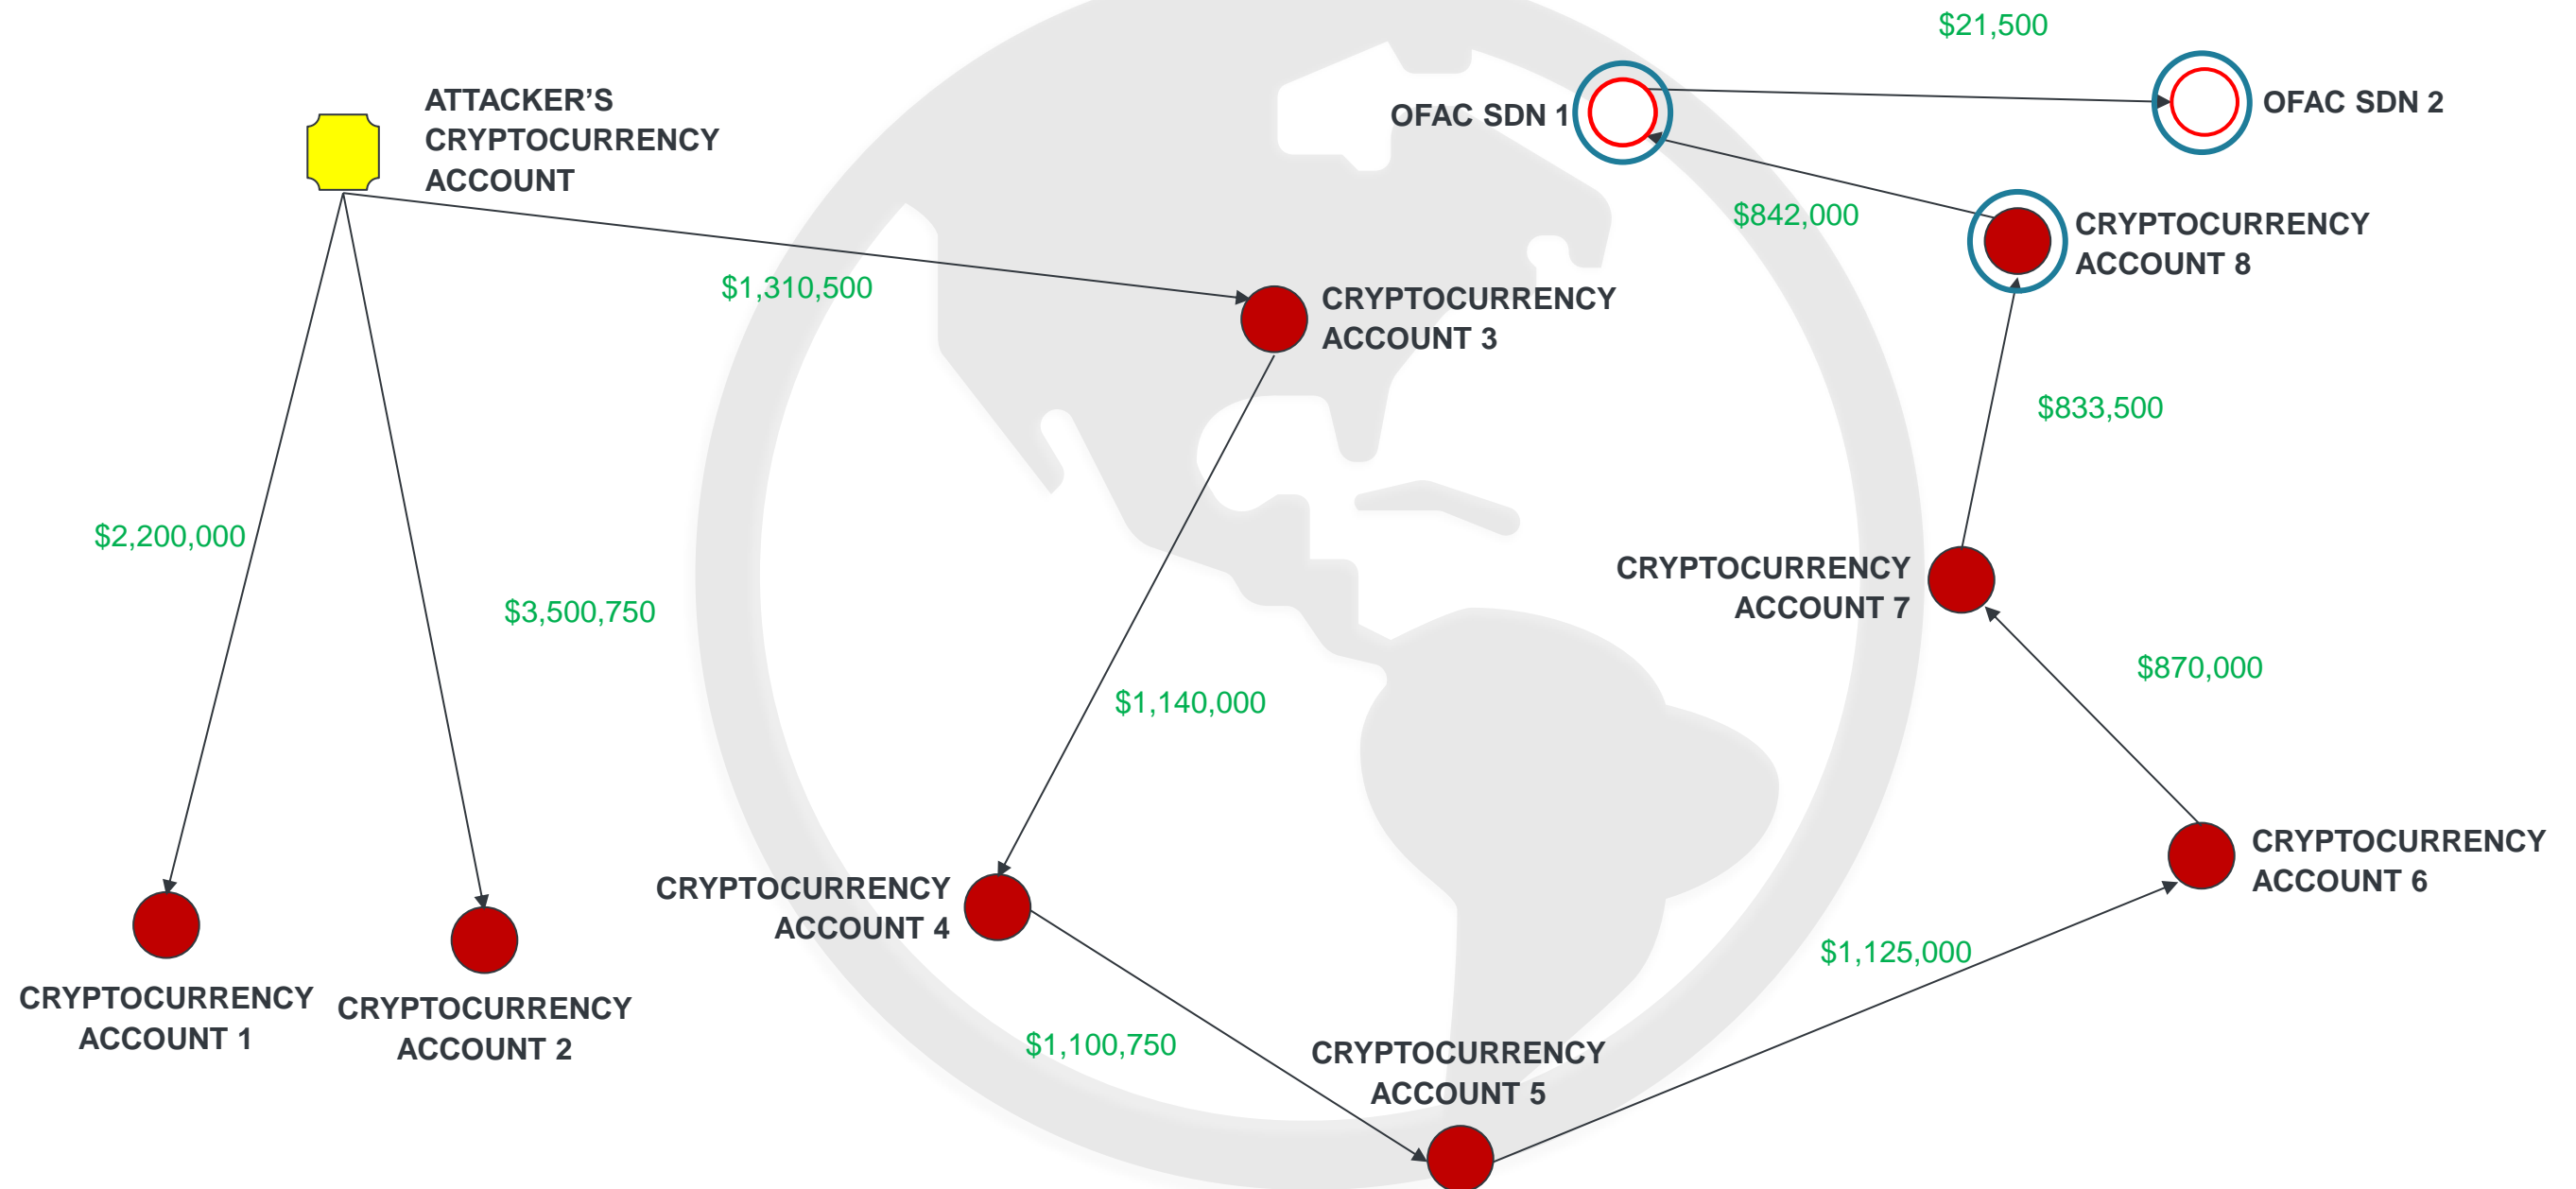 $21,500
ATTACKER’S
CRYPTOCURRENCY
ACCOUNT
OFAC SDN 1
OFAC SDN 2
$842,000
CRYPTOCURRENCY
ACCOUNT 8
$1,310,500
CRYPTOCURRENCY
ACCOUNT 3
$833,500
$2,200,000
$3,500,750
CRYPTOCURRENCY
ACCOUNT 7
$870,000
$1,140,000
CRYPTOCURRENCY
ACCOUNT 6
CRYPTOCURRENCY
ACCOUNT 4
$1,125,000
CRYPTOCURRENCY
ACCOUNT 1
CRYPTOCURRENCY
ACCOUNT 2
$1,100,750
CRYPTOCURRENCY
ACCOUNT 5